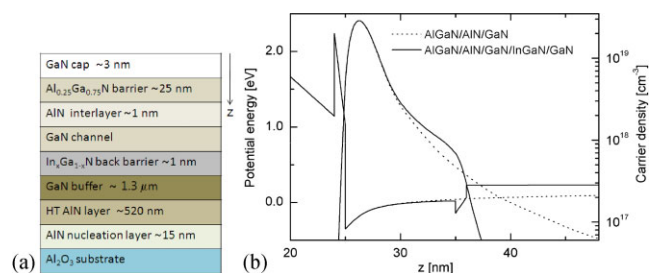 GaN cap ~3 nm
Al0.25Ga0.75N barrier ~25 nm
AlN interlayer ~1 nm
GaN channel
InxGa1-xN back barrier ~1 nm
GaN buffer ~ 1.3 μm
HT AlN layer ~520 nm
AlN nucleation layer ~15 nm
Al2O3 substrate
z
(a)
(b)
Potential energy [eV]
2.0
1.0
0.0
AlGaN/AlN/GaN
AlGaN/AlN/GaN/InGaN/GaN
10^19
10^18
10^17
Carrier density [cm^-3]
20
30
40
z [nm]